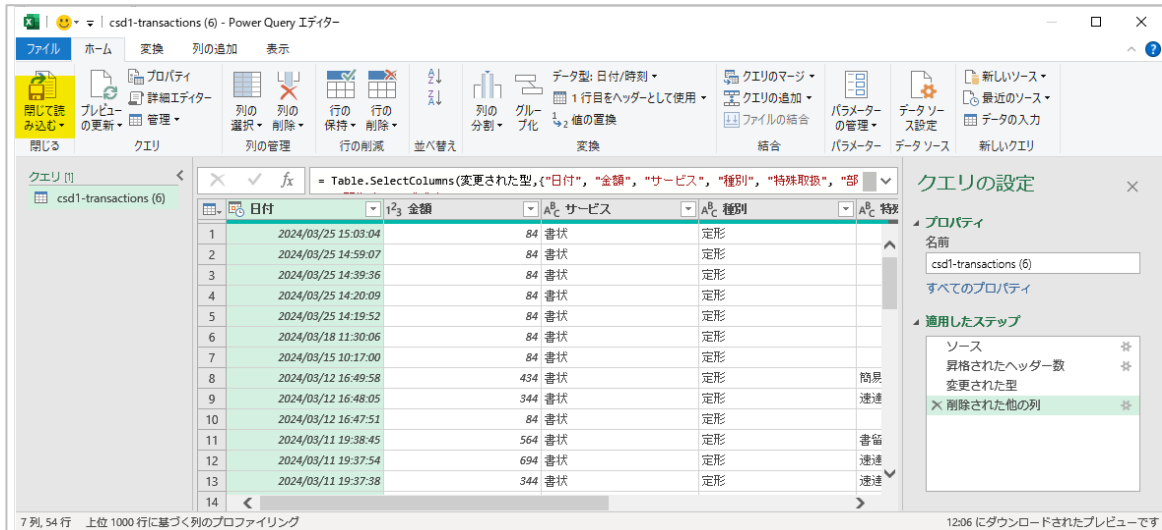 csd1-transactions (6) - Power Query エディター
ファイル ホーム 変換 列の追加 表示
閉じて読み込む
プレビューの更新
プロパティ
詳細エディター
管理
列の選択
列の削除
行の保持
行の削除
列の分割
グループ化
データ型: 日付/時刻
1 行目をヘッダーとして使用
値の置換
クエリのマージ
クエリの追加
ファイルの結合
パラメーターの管理
データ ソース設定
新しいソース
最近のソース
データの入力
閉じる クエリ 列の管理 行の削減 並べ替え 変換 結合 パラメーター データ ソース 新しいクエリ
クエリ [1]
csd1-transactions (6)
fx = Table.SelectColumns(変更された型,{"日付", "金額", "サービス", "種別", "特殊取扱", "部
日付 金額 サービス 種別
1 2024/03/25 15:03:04 84 書状 定形
2 2024/03/25 14:59:07 84 書状 定形
3 2024/03/25 14:39:36 84 書状 定形
4 2024/03/25 14:20:09 84 書状 定形
5 2024/03/25 14:19:52 84 書状 定形
6 2024/03/18 11:30:06 84 書状 定形
7 2024/03/15 10:17:00 84 書状 定形
8 2024/03/12 16:49:58 434 書状 定形 簡易
9 2024/03/12 16:48:05 344 書状 定形 速達
10 2024/03/12 16:47:51 84 書状 定形
11 2024/03/11 19:38:45 564 書状 定形 書留
12 2024/03/11 19:37:54 694 書状 定形 速達
13 2024/03/11 19:37:38 344 書状 定形 速達
14
クエリの設定
プロパティ
名前
csd1-transactions (6)
すべてのプロパティ
適用したステップ
ソース
昇格されたヘッダー数
変更された型
削除された他の列
7 列, 54 行 上位 1000 行に基づく列のプロファイリング
12:06 にダウンロードされたプレビューです